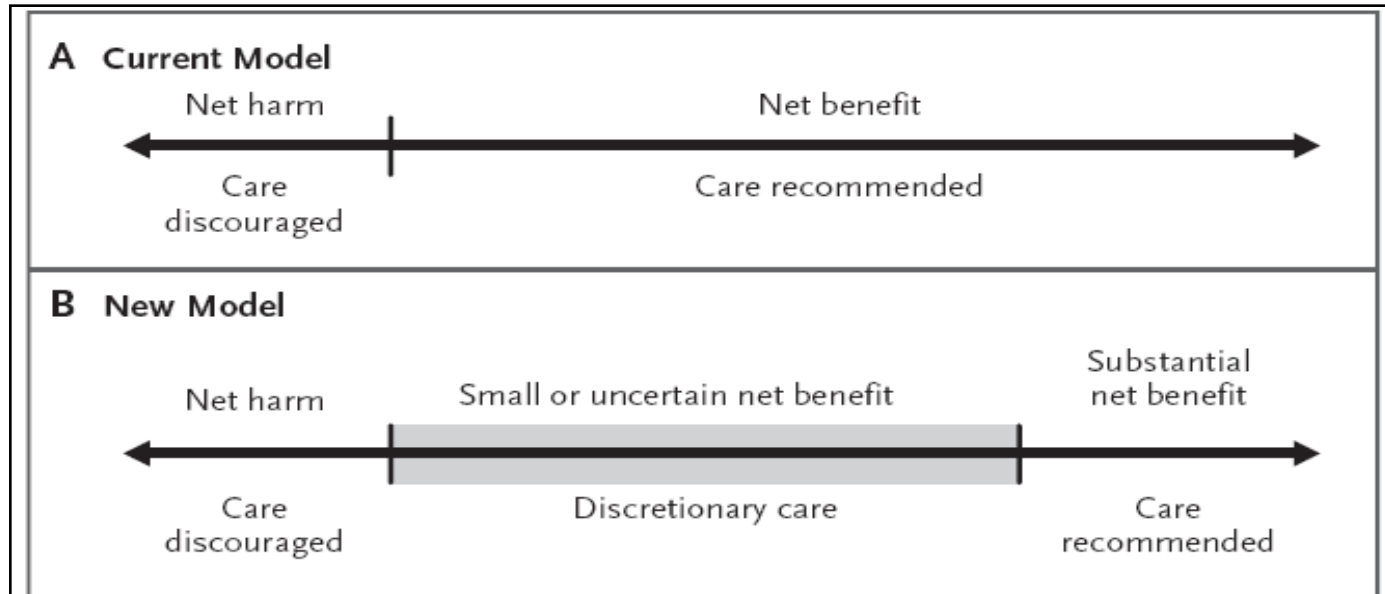 A Current Model
Net harm
Net benefit
Care
discouraged
Care recommended
B New Model
Net harm
Small or uncertain net benefit
Substantial
net benefit
Care
discouraged
Discretionary care
Care
recommended